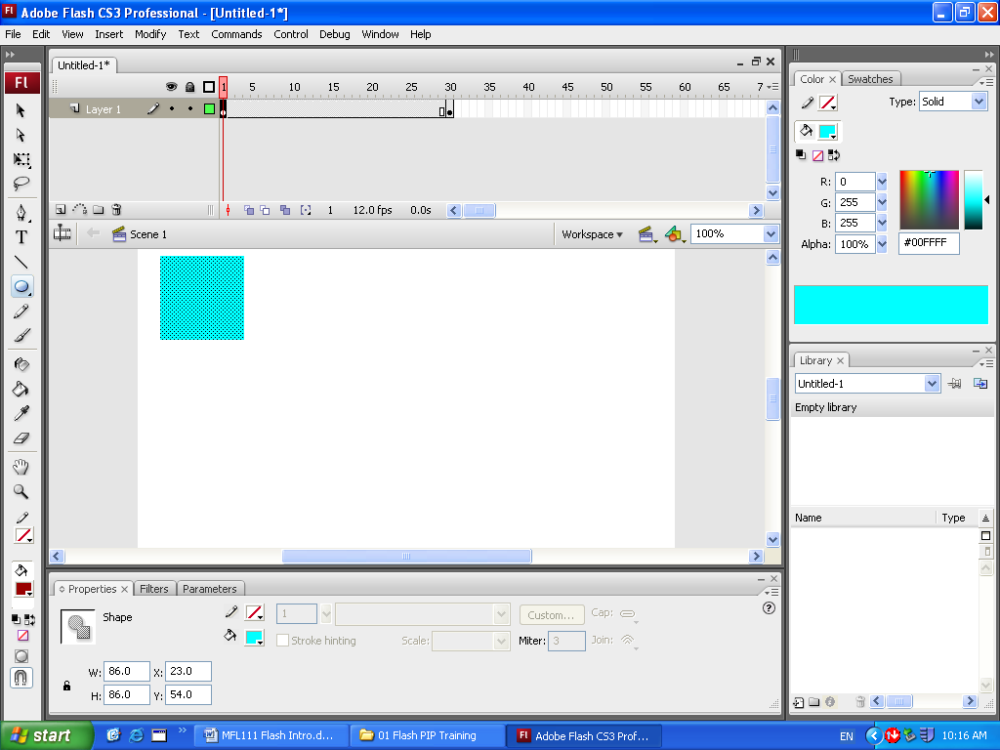 Fl Adobe Flash CS3 Professional - [Untitled-1*]
File Edit View Insert Modify Text Commands Control Debug Window Help
Untitled-1*
1 5 10 15 20 25 30 35 40 45 50 55 60 65 7
Layer 1
1 12.0 fps 0.0s
Scene 1 Workspace 100%
Fl
T
Color Swatches
Type: Solid
R: 0
G: 255
B: 255
Alpha: 100% #00FFFF
Library
Untitled-1
Empty library
Name Type
Properties Filters Parameters
Shape 1 Custom... Cap:
Stroke hinting Scale: Miter: 3 Join:
W: 86.0 X: 23.0
H: 86.0 Y: 54.0
start MFL111 Flash Intro.d... 01 Flash PIP Training Fl Adobe Flash CS3 Prof... EN 10:16 AM